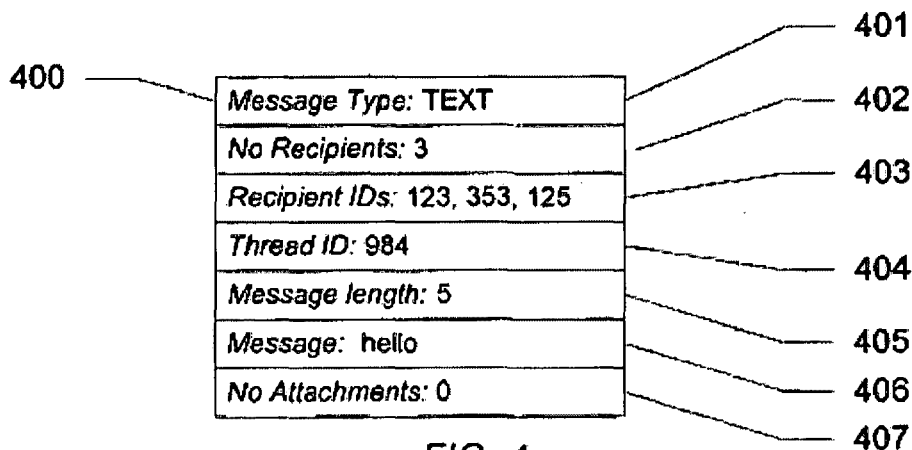 401
400
Message Type: TEXT
402
No Recipients: 3
403
Recipient IDs: 123, 353, 125
Thread ID: 984
404
Message length: 5
405
Message: hello
406
No Attachments: 0
407